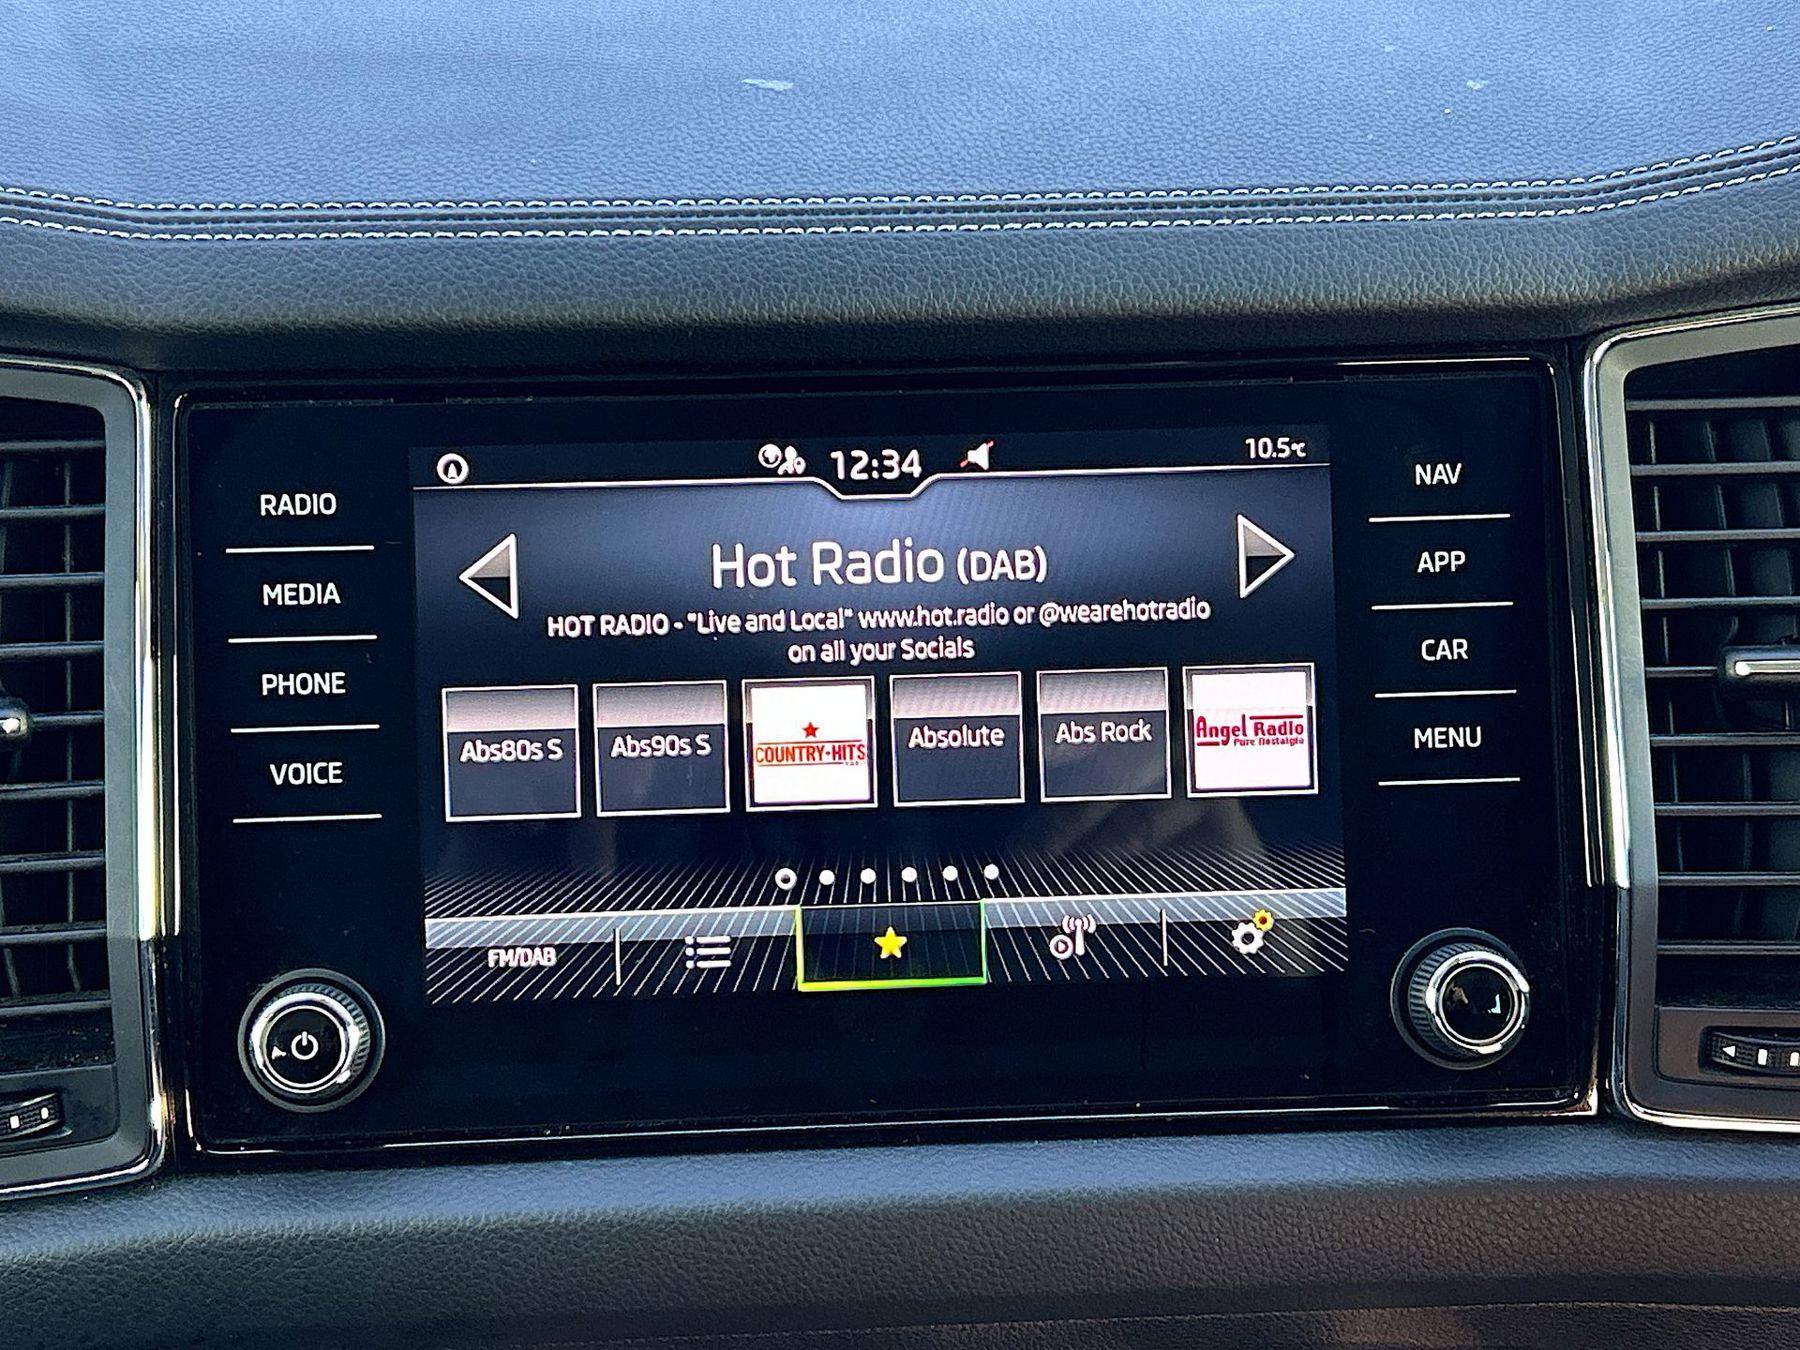 12:34
10.5℃
RADIO
MEDIA
PHONE
VOICE
Hot Radio (DAB)
HOT RADIO - "Live and Local" www.hot.radio or @wearehotradio
on all your Socials
Abs80s S
Abs90s S
COUNTRY·HITS
Absolute
Abs Rock
Angel Radio
Pure Nostalgia
FM/DAB
NAV
APP
CAR
MENU